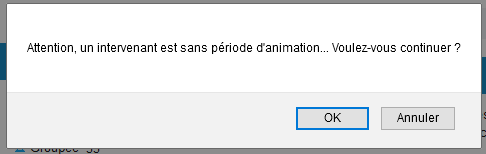 Attention, un intervenant est sans période d'animation... Voulez-vous continuer ?
OK
Annuler